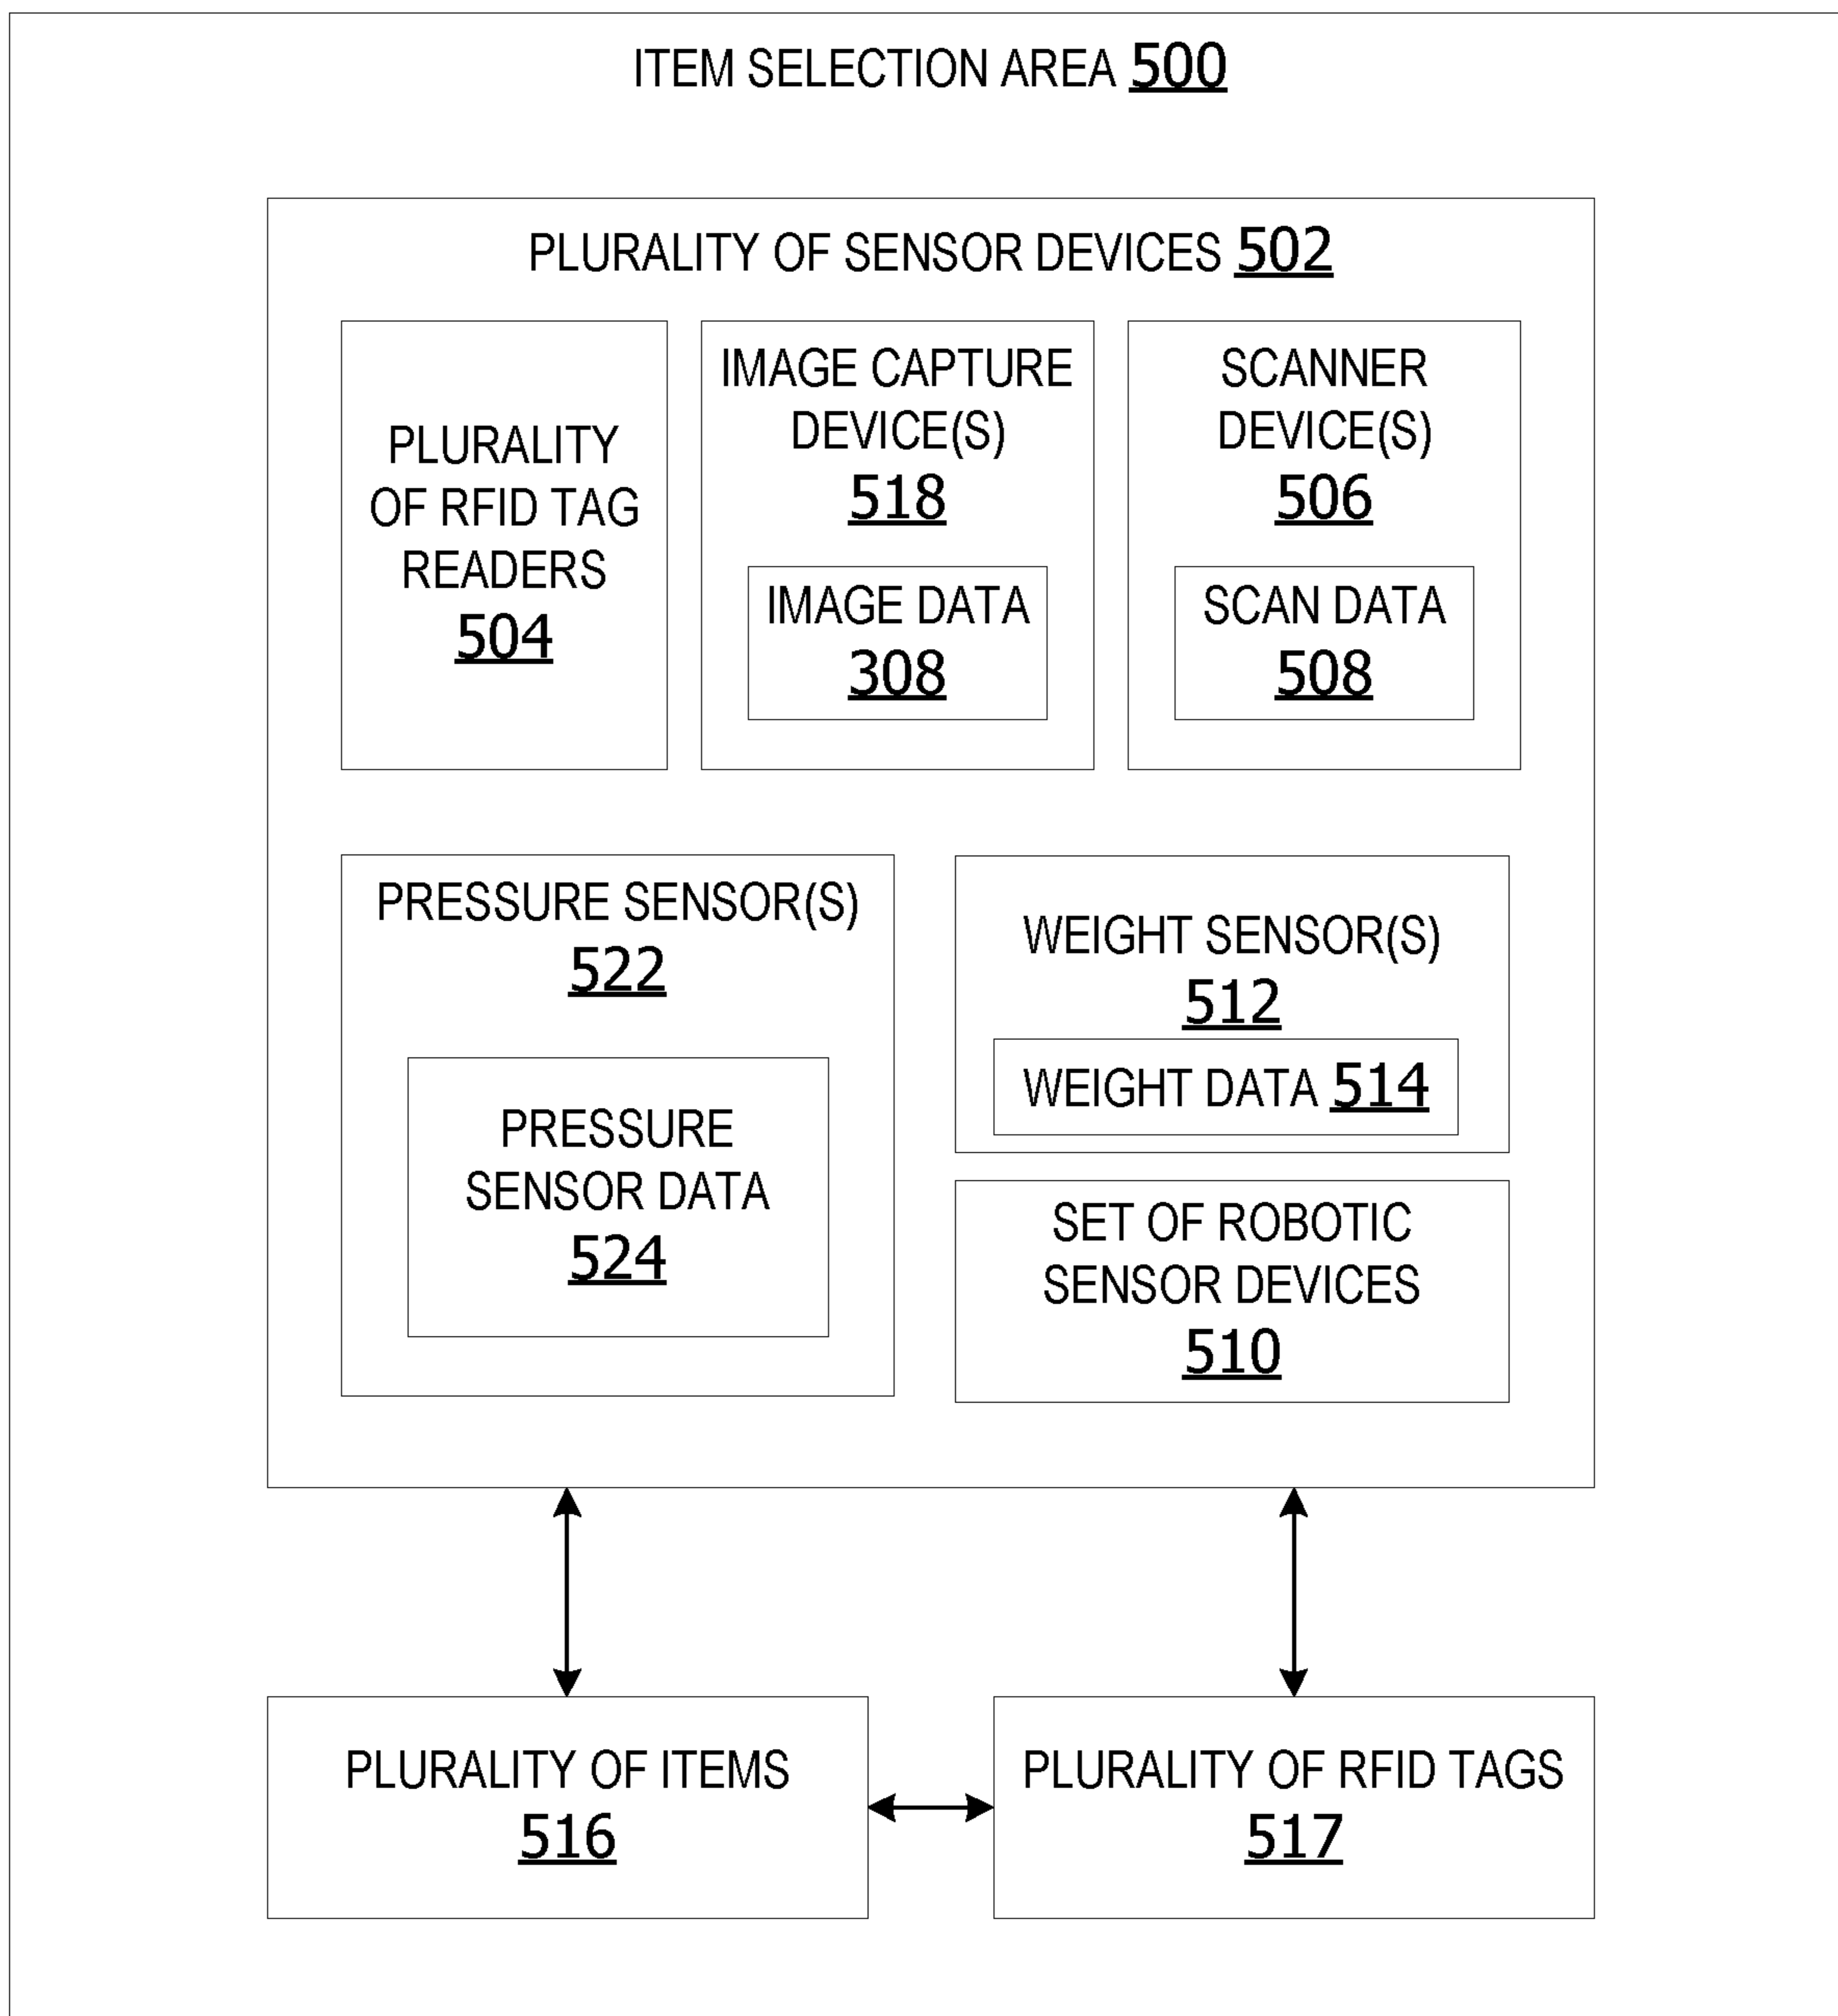 ITEM SELECTION AREA 500
PLURALITY OF SENSOR DEVICES 502
PLURALITY
OF RFID TAG
READERS
504
IMAGE CAPTURE
DEVICE(S)
518
IMAGE DATA
308
SCANNER
DEVICE(S)
506
SCAN DATA
508
PRESSURE SENSOR(S)
522
PRESSURE
SENSOR DATA
524
WEIGHT SENSOR(S)
512
WEIGHT DATA 514
SET OF ROBOTIC
SENSOR DEVICES
510
PLURALITY OF ITEMS
516
PLURALITY OF RFID TAGS
517